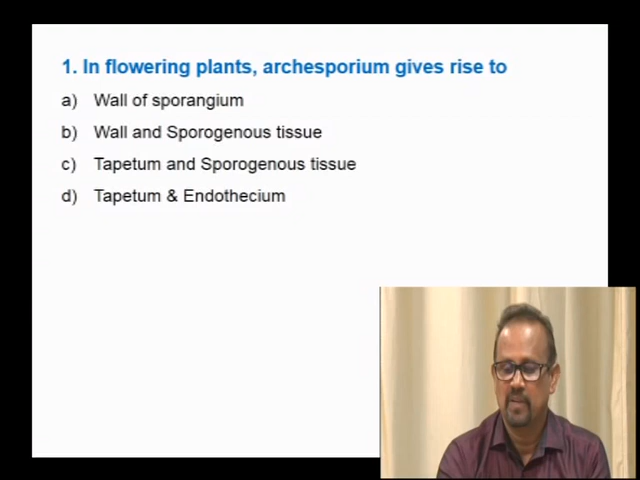 1. In flowering plants, archesporium gives rise to
a) Wall of sporangium
b) Wall and Sporogenous tissue
c) Tapetum and Sporogenous tissue
d) Tapetum & Endothecium